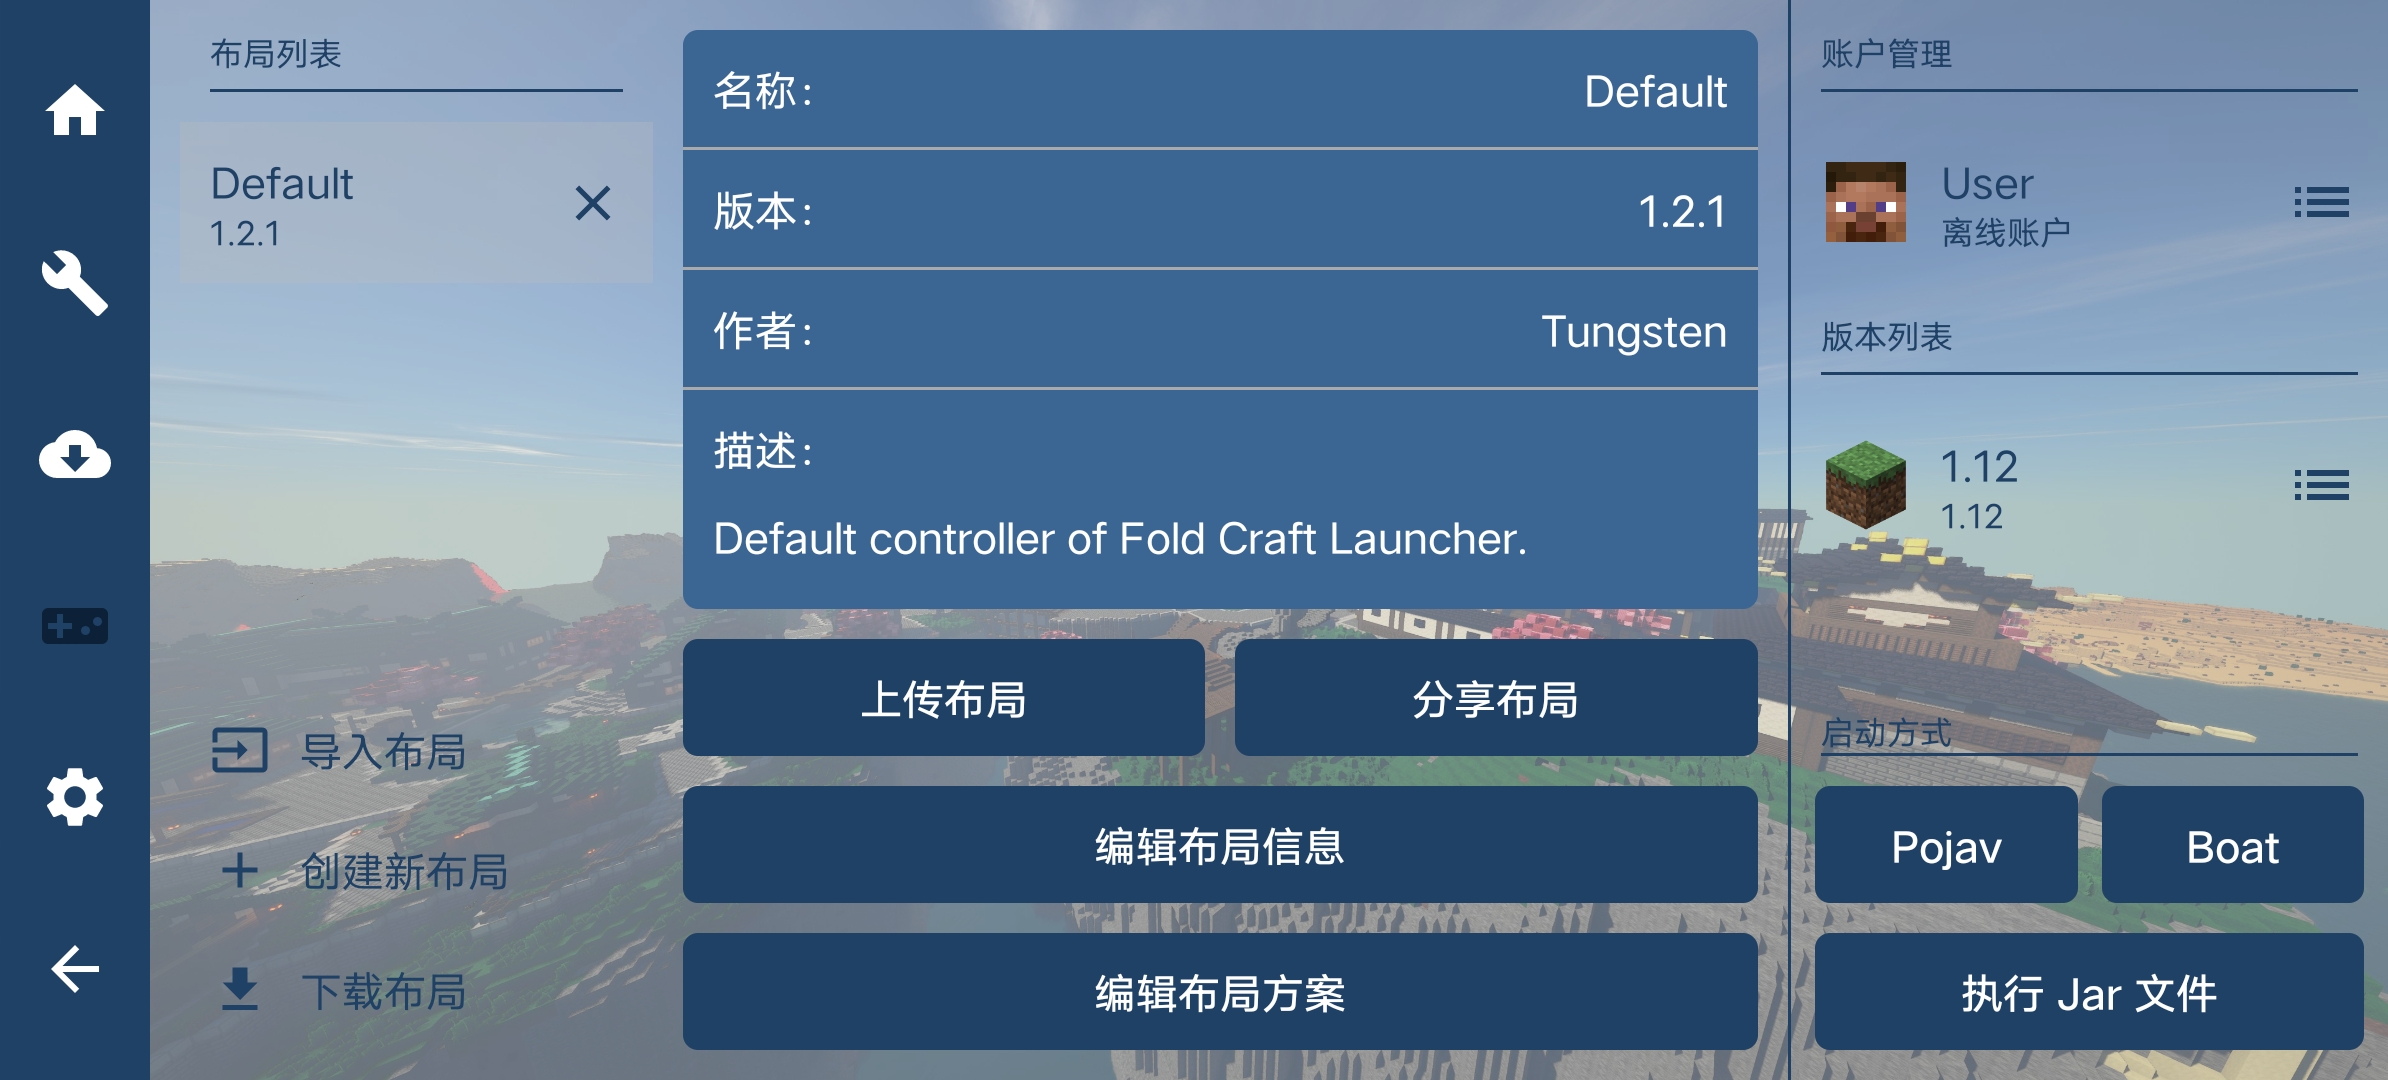 布局列表
Default
1.2.1
导入布局
创建新布局
下载布局
名称：
Default
版本：
1.2.1
作者：
Tungsten
描述：
Default controller of Fold Craft Launcher.
上传布局
分享布局
编辑布局信息
编辑布局方案
账户管理
User
离线账户
版本列表
1.12
1.12
启动方式
Pojav
Boat
执行 Jar 文件